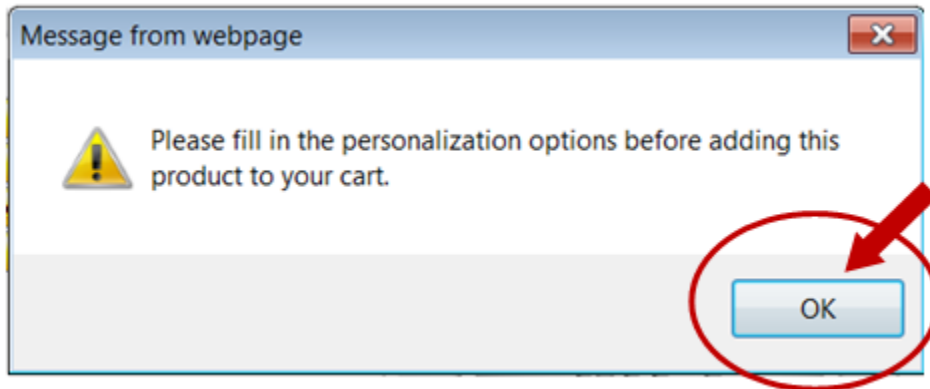 Message from webpage
Please fill in the personalization options before adding this
product to your cart.
OK